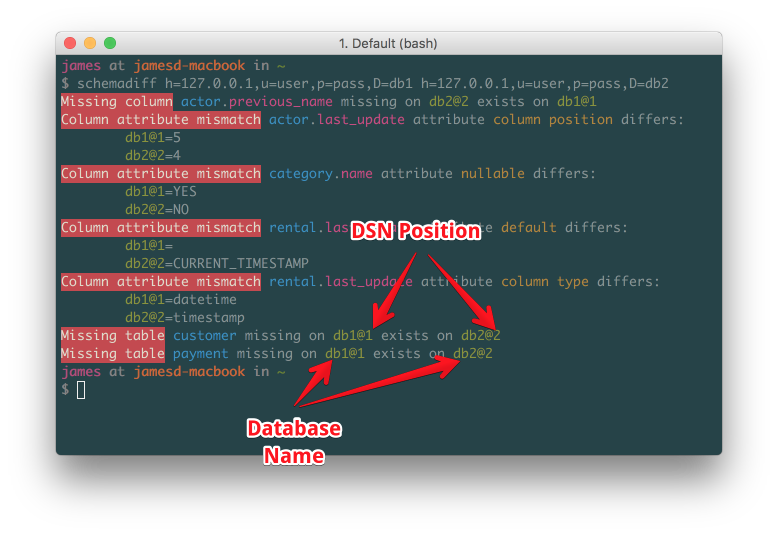 1. Default (bash)
james at jamesd-macbook in ~
$ schemadiff h=127.0.0.1,u=user,p=pass,D=db1 h=127.0.0.1,u=user,p=pass,D=db2
Missing column actor.previous_name missing on db2@2 exists on db1@1
Column attribute mismatch actor.last_update attribute column position differs:
db1@1=5
db2@2=4
Column attribute mismatch category.name attribute nullable differs:
db1@1=YES
db2@2=NO
Column attribute mismatch rental. default differs:
DSN Position
db1@1=
db2@2=CURRENT_TIMESTAMP
Column attribute mismatch rental.last_update attribute column type differs:
db1@1=datetime
db2@2=timestamp
Missing table customer missing on db1@1 exists on db2@2
Missing table payment missing on db1@1 exists on db2@2
james at jamesd-macbook in ~
$
Database
Name